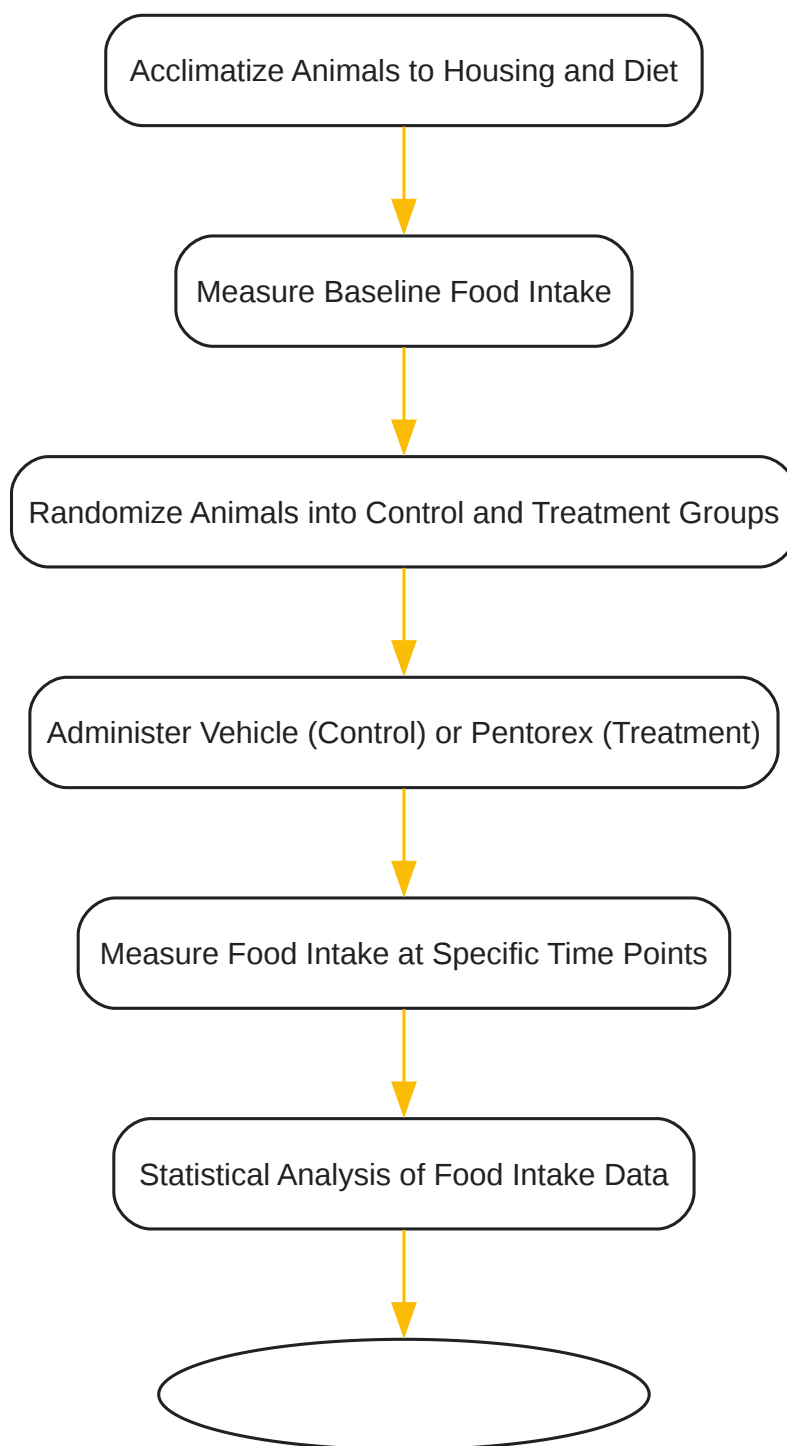 Acclimatize Animals to Housing and Diet
Measure Baseline Food Intake
Randomize Animals into Control and Treatment Groups
Administer Vehicle (Control) or Pentorex (Treatment)
Measure Food Intake at Specific Time Points
Statistical Analysis of Food Intake Data